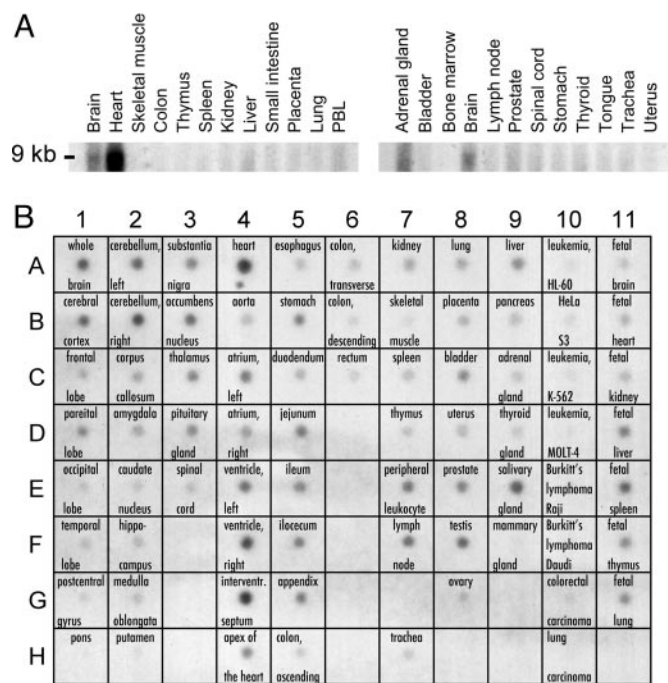 A
Brain
Heart
Skeletal muscle
Colon
Thymus
Spleen
Kidney
Liver
Small intestine
Placenta
Lung
PBL
Adrenal gland
Bladder
Bone marrow
Brain
Lymph node
Prostate
Spinal cord
Stomach
Thyroid
Tongue
Trachea
Uterus
9 kb
B
1 2 3 4 5 6 7 8 9 10 11
A
whole cerebellum, substantia heart esophagus colon, kidney lung liver leukemia, fetal
brain left nigra transverse HL-60 brain
B
cerebral cerebellum, accumbens aorta stomach colon, skeletal placenta pancreas HeLa fetal
cortex right nucleus descending muscle S3 heart
C
frontal corpus thalamus atrium, duodendum rectum spleen bladder adrenal leukemia, fetal
lobe callosum left gland K-562 kidney
D
pareital amygdala pituitary atrium, jejunum thymus uterus thyroid leukemia, fetal
lobe gland right gland MOLT-4 liver
E
occipital caudate spinal ventricle, ileum peripheral prostate salivary Burkitt's fetal
lymphoma
lobe nucleus cord left leukocyte gland Raji spleen
F
temporal hippo- ventricle, ilocecum lymph testis mammary Burkitt's fetal
lymphoma
lobe campus right node gland Daudi thymus
G
postcentral medulla interventr. appendix ovary colorectal fetal
gyrus oblongata septum carcinoma lung
H
pons putamen apex of colon, trachea lung
the heart ascending carcinoma